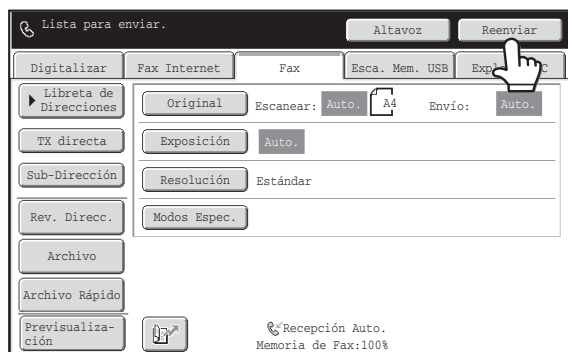 Lista para enviar.
Altavoz
Reenviar
Digitalizar
Fax Internet
Fax
Esca. Mem. USB
Libreta de
Direcciones
Original
Escanear:
Auto.
A4
Envío:
Auto.
TX directa
Exposición
Auto.
Sub-Dirección
Resolución
Estándar
Rev. Direcc.
Modos Espec.
Archivo
Archivo Rápido
Previsualiza-
ción
Recepción Auto.
Memoria de Fax:100%